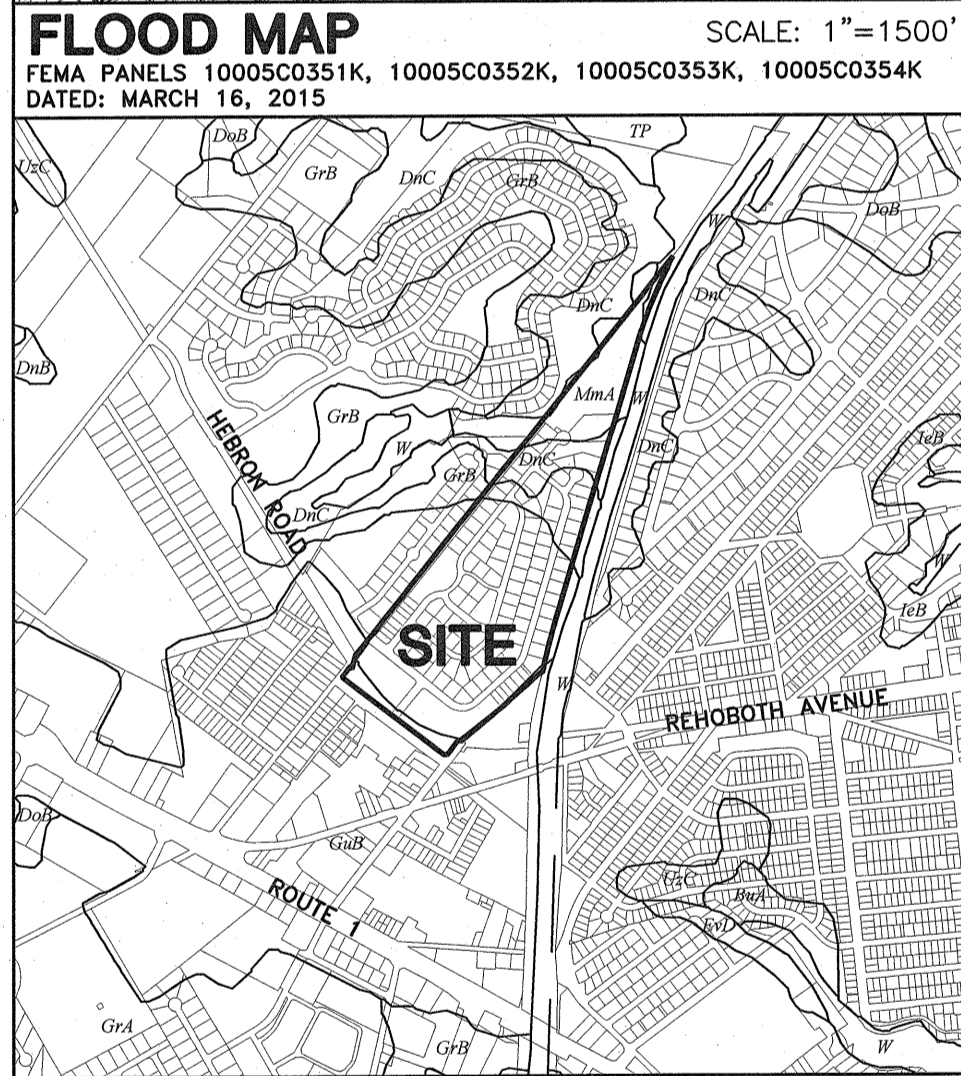 FLOOD MAP
SCALE: 1"=1500'
FEMA PANELS 10005C0351K, 10005C0352K, 10005C0353K, 10005C0354K
DATED: MARCH 16, 2015
UzC
DoB
GrB
DnC
GrB
TP
W
DoB
DnC
DnC
DnB
MmA
W
GrB
W
HEBRON ROAD
GrB
DnC
DnC
IeB
DnC
W
IeB
SITE
W
REHOBOTH AVENUE
DoB
GuB
ROUTE 1
UzC
BuA
EvD
GrA
GrB
W